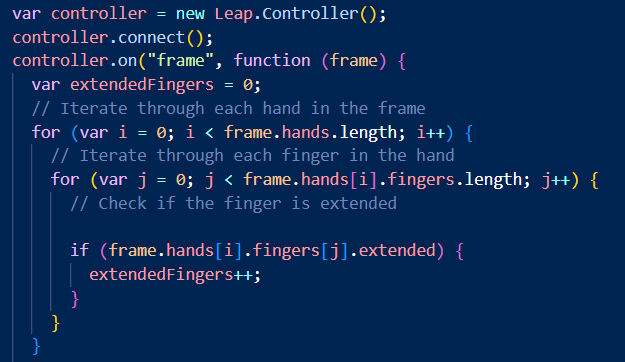 var controller = new Leap.Controller();
controller.connect();
controller.on("frame", function (frame) {
  var extendedFingers = 0;
  // Iterate through each hand in the frame
  for (var i = 0; i < frame.hands.length; i++) {
    // Iterate through each finger in the hand
    for (var j = 0; j < frame.hands[i].fingers.length; j++) {
      // Check if the finger is extended

      if (frame.hands[i].fingers[j].extended) {
        extendedFingers++;
      }
    }
  }